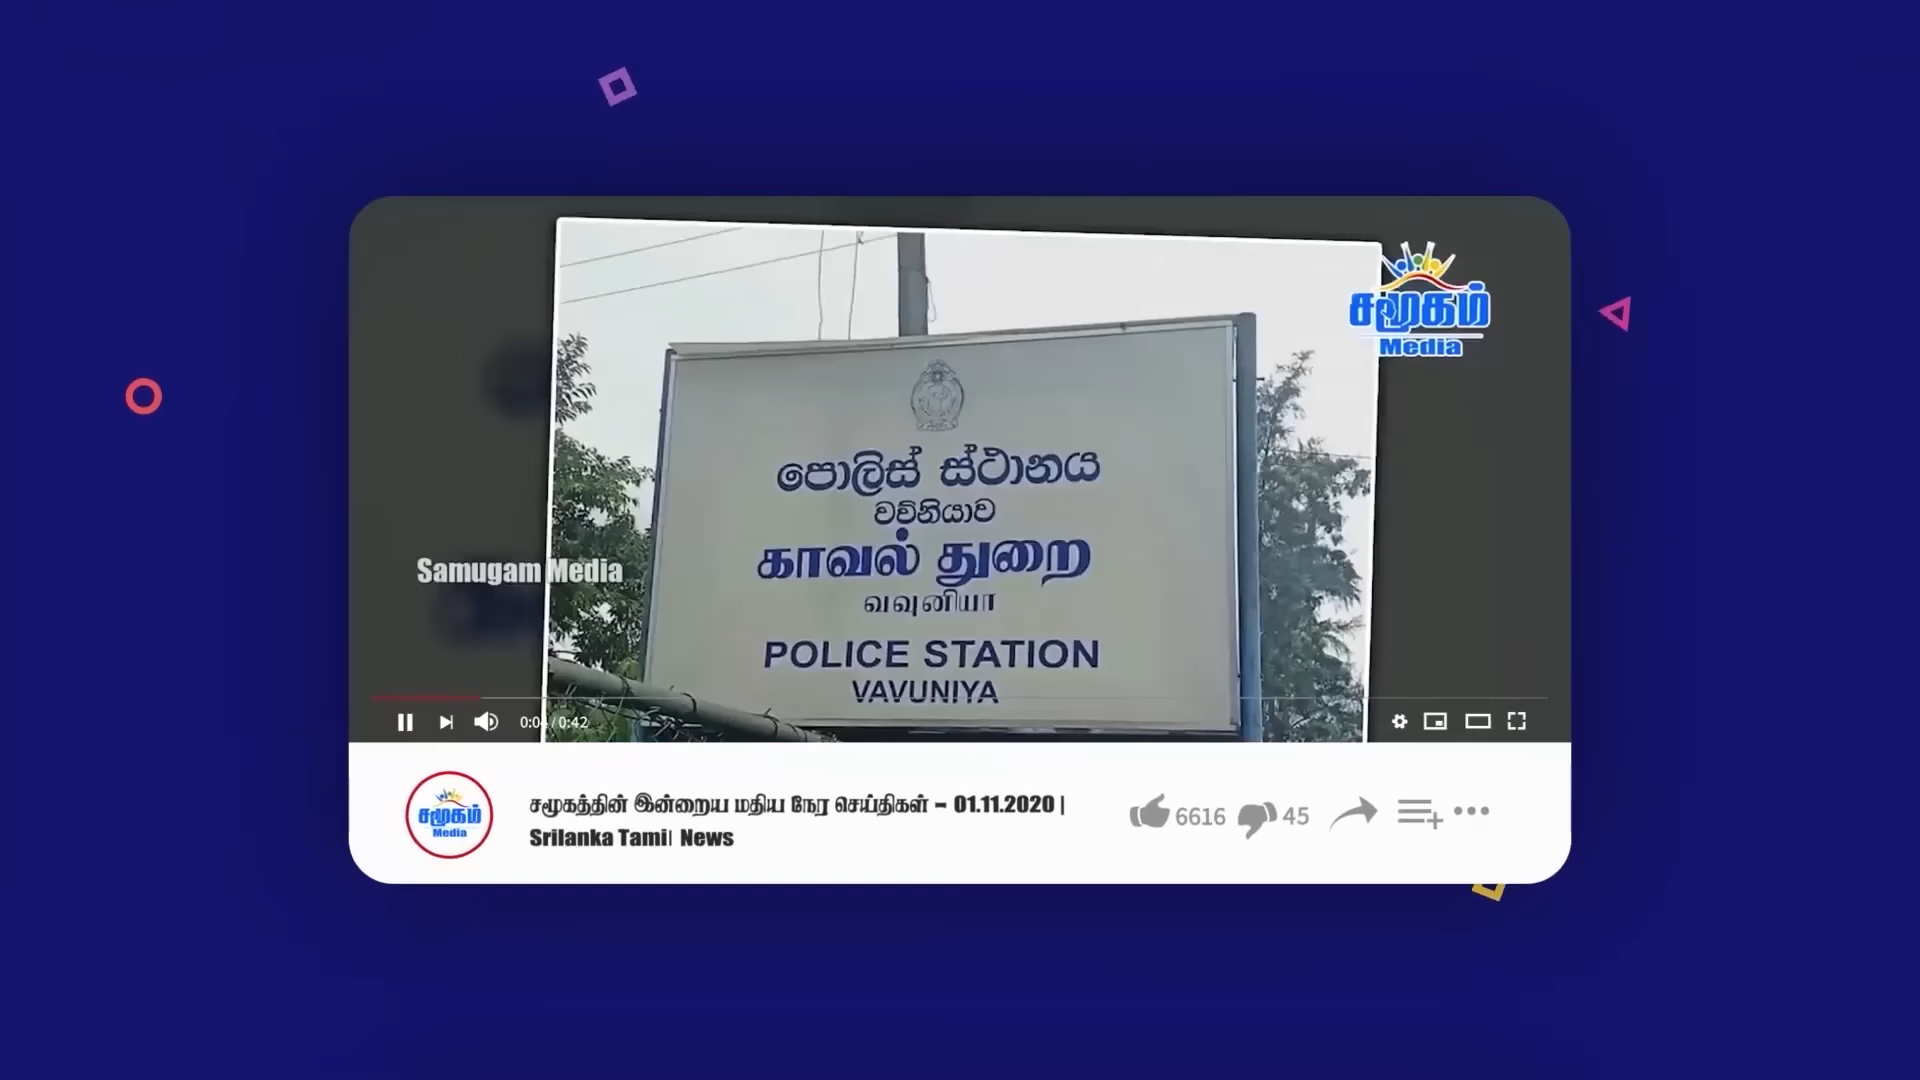 සමූகம්
Media
පොලිස් ස්ථානය
වව්නියාව
காவல் துறை
வவுனியா
POLICE STATION
VAVUNIYA
Samugam Media
0:04 / 0:42
சமூகம்
Media
சமூகத்தின் இன்றைய மதிய நேர செய்திகள் – 01.11.2020 |
Srilanka Tamil News
6616
45